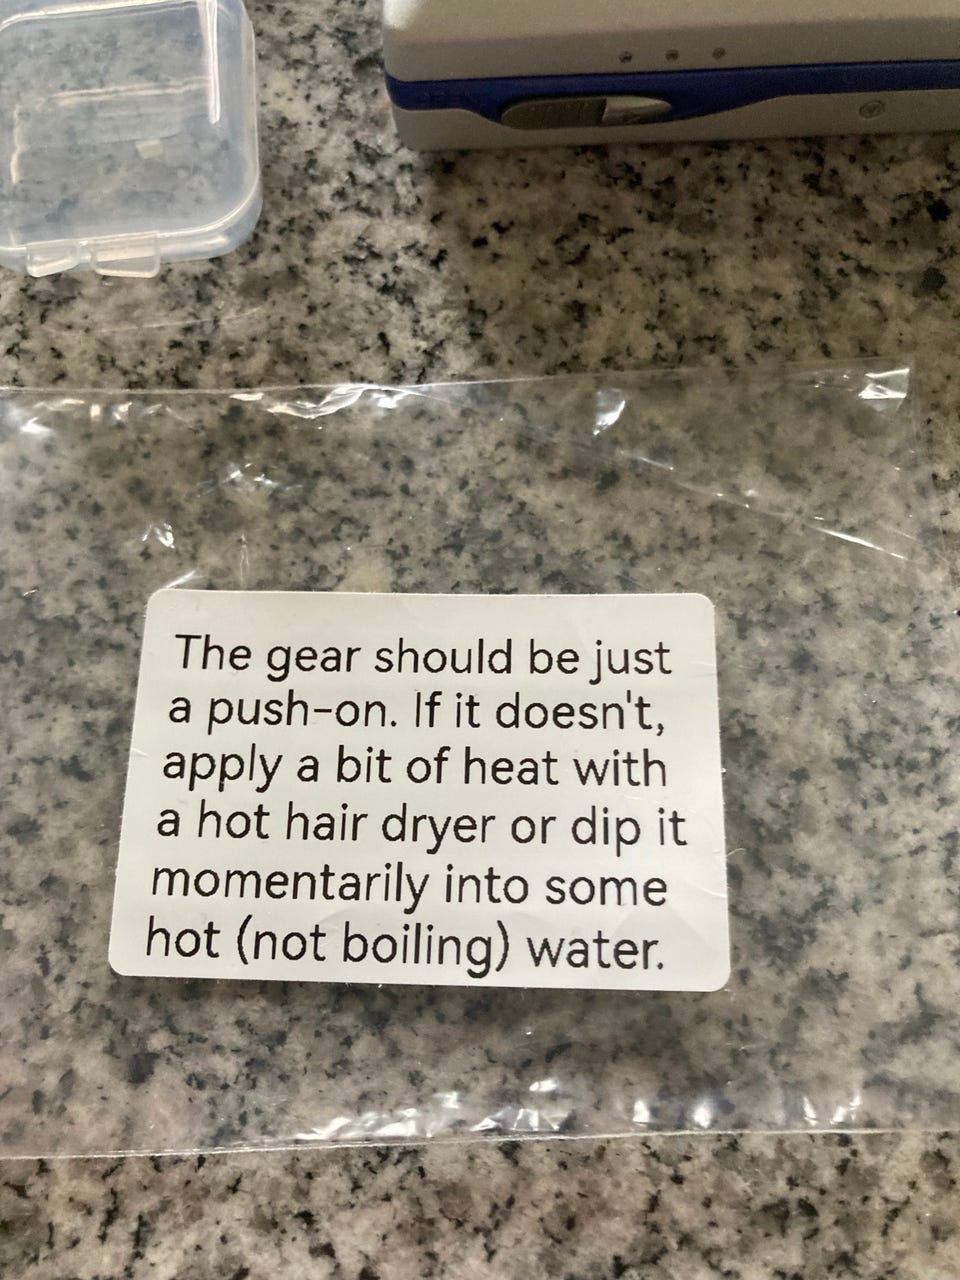 The gear should be just
a push-on. If it doesn't,
apply a bit of heat with
a hot hair dryer or dip it
momentarily into some
hot (not boiling) water.